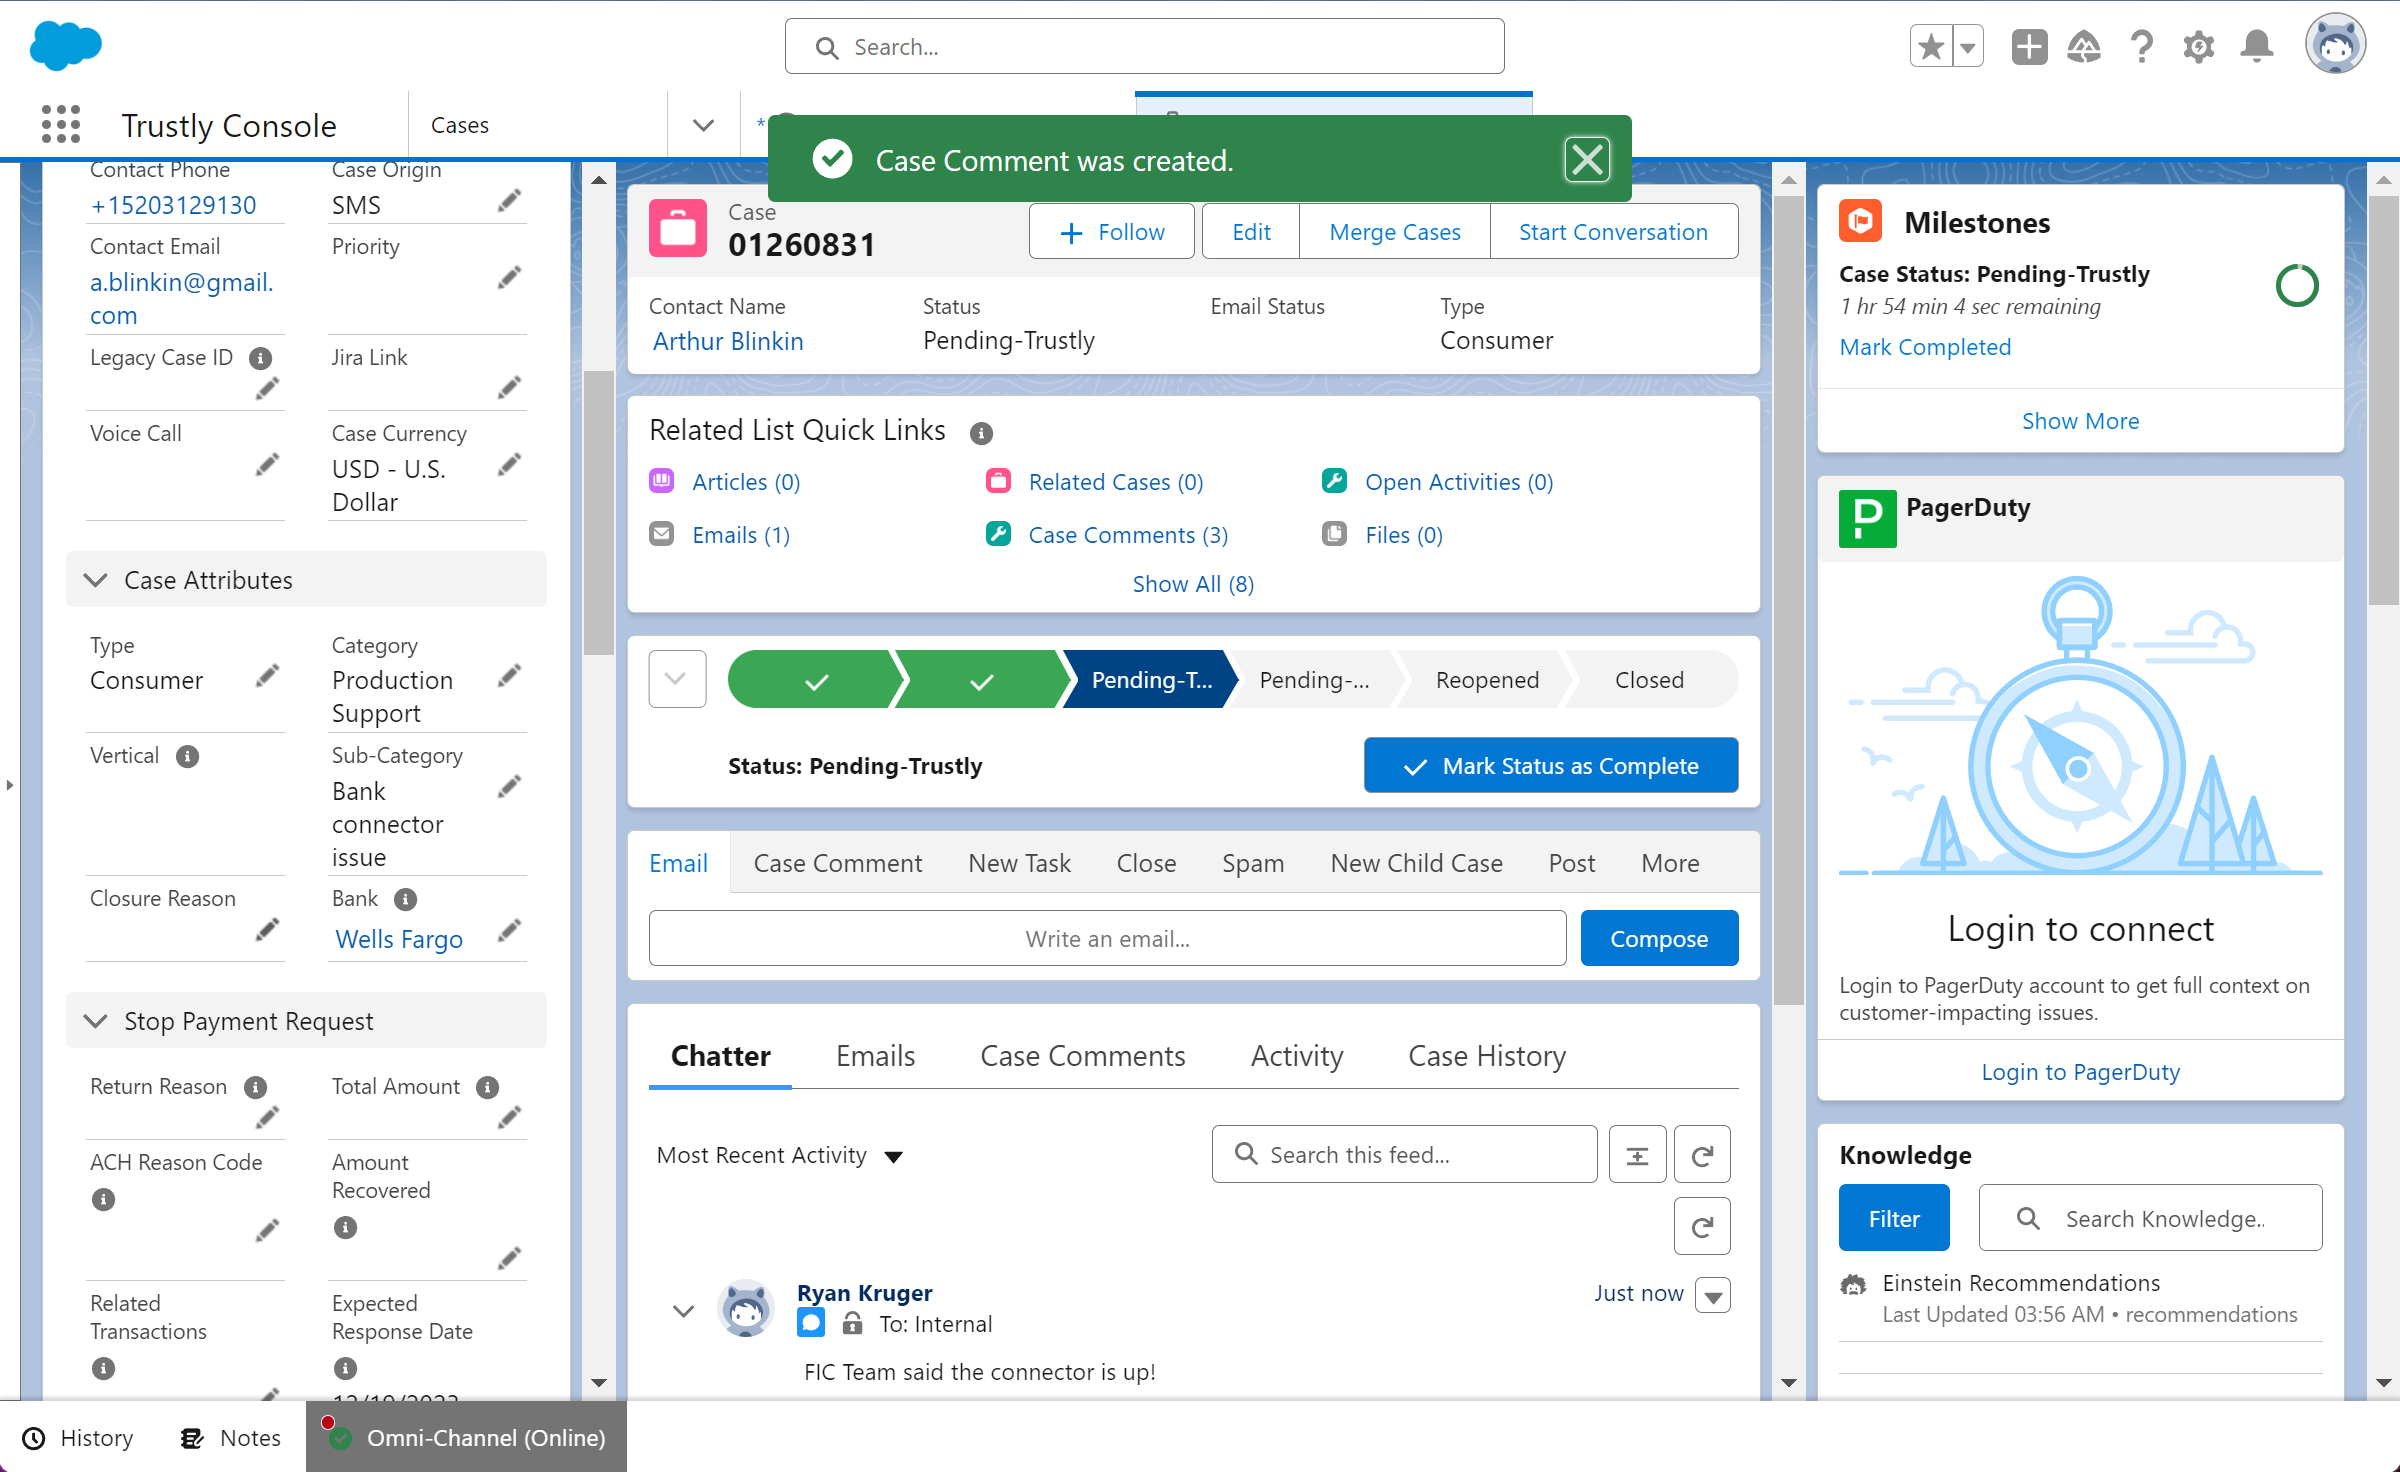 Search...
Trustly Console
Cases
*
Case Comment was created.
Contact Phone
+15203129130
Case Origin
SMS
Contact Email
a.blinkin@gmail.
com
Priority
Legacy Case ID
Jira Link
Voice Call
Case Currency
USD - U.S.
Dollar
Case Attributes
Type
Consumer
Category
Production
Support
Vertical
Sub-Category
Bank
connector
issue
Closure Reason
Bank
Wells Fargo
Stop Payment Request
Return Reason
Total Amount
ACH Reason Code
Amount
Recovered
Related
Transactions
Expected
Response Date
Case
01260831
Follow
Edit
Merge Cases
Start Conversation
Contact Name
Arthur Blinkin
Status
Pending-Trustly
Email Status
Type
Consumer
Related List Quick Links
Articles (0)
Related Cases (0)
Open Activities (0)
Emails (1)
Case Comments (3)
Files (0)
Show All (8)
Pending-T...
Pending-...
Reopened
Closed
Status: Pending-Trustly
Mark Status as Complete
Email
Case Comment
New Task
Close
Spam
New Child Case
Post
More
Write an email...
Compose
Chatter
Emails
Case Comments
Activity
Case History
Most Recent Activity
Search this feed...
Ryan Kruger
Just now
To: Internal
FIC Team said the connector is up!
Milestones
Case Status: Pending-Trustly
1 hr 54 min 4 sec remaining
Mark Completed
Show More
PagerDuty
Login to connect
Login to PagerDuty account to get full context on
customer-impacting issues.
Login to PagerDuty
Knowledge
Filter
Search Knowledge..
Einstein Recommendations
Last Updated 03:56 AM • recommendations
History
Notes
Omni-Channel (Online)